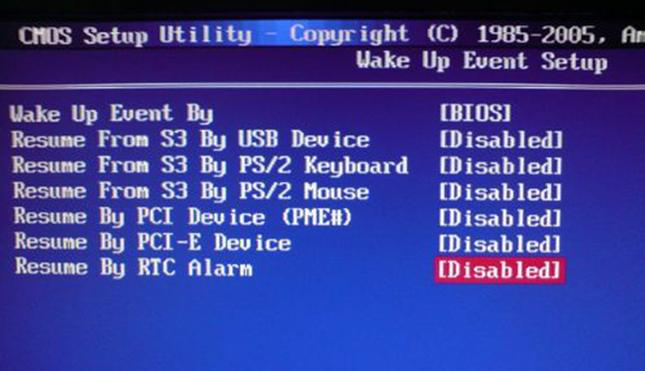 CMOS Setup Utility - Copyright (C) 1985-2005, Am
Wake Up Event Setup
Wake Up Event By [BIOS]
Resume From S3 By USB Device [Disabled]
Resume From S3 By PS/2 Keyboard [Disabled]
Resume From S3 By PS/2 Mouse [Disabled]
Resume By PCI Device (PME#) [Disabled]
Resume By PCI-E Device [Disabled]
Resume By RTC Alarm [Disabled]